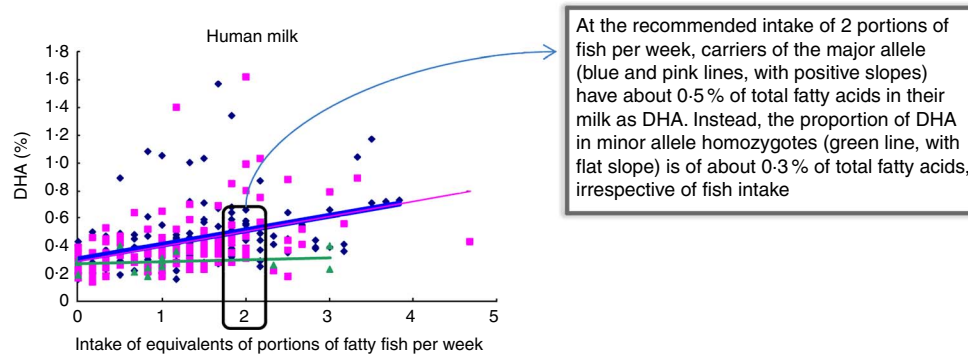 Human milk
1·8
1·6
1·4
1·2
1·0
0·8
0·6
0·4
0·2
0
DHA (%)
0 1 2 3 4 5
Intake of equivalents of portions of fatty fish per week
At the recommended intake of 2 portions of
fish per week, carriers of the major allele
(blue and pink lines, with positive slopes)
have about 0·5 % of total fatty acids in their
milk as DHA. Instead, the proportion of DHA
in minor allele homozygotes (green line, with
flat slope) is of about 0·3 % of total fatty acids,
irrespective of fish intake